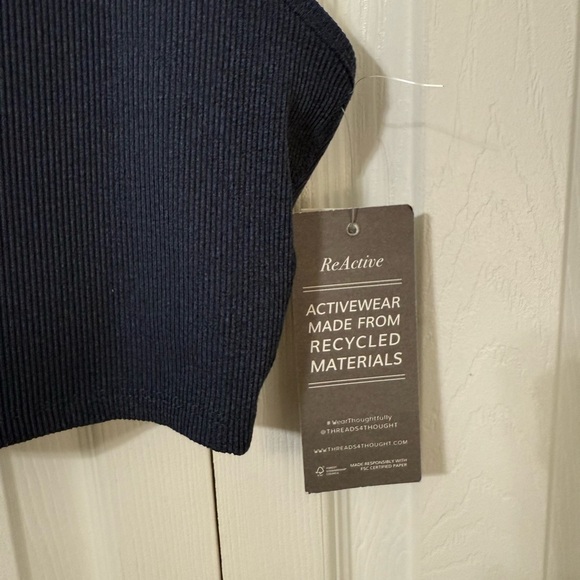 ReActive
ACTIVEWEAR
MADE FROM
RECYCLED
MATERIALS
#WearThoughtfully
@THREADS4THOUGHT
WWW.THREADS4THOUGHT.COM
MADE RESPONSIBLY WITH
FSC CERTIFIED PAPER